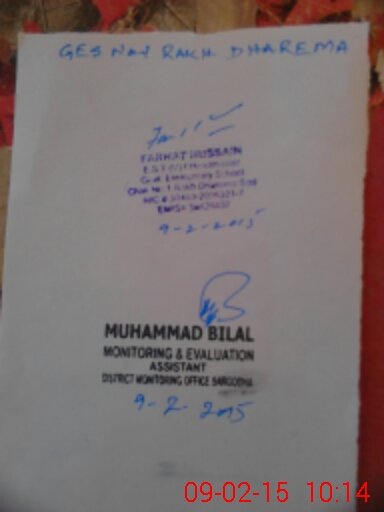 GES NAY RAKH DHAREMA
FARHAT HUSSAIN
Govt. Elementary School
9-2-2015
MUHAMMAD BILAL
MONITORING & EVALUATION
ASSISTANT
DISTRICT MONITORING OFFICE SARGODHA
9-2-2015
09-02-15 10:14